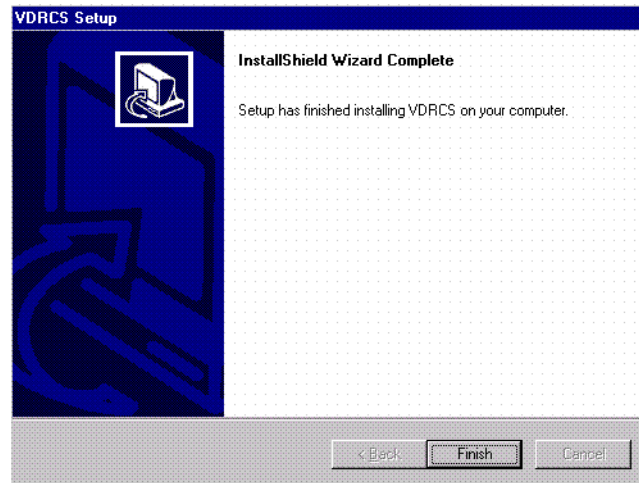 VDRCS Setup
InstallShield Wizard Complete
Setup has finished installing VDRCS on your computer.
< Back
Finish
Cancel